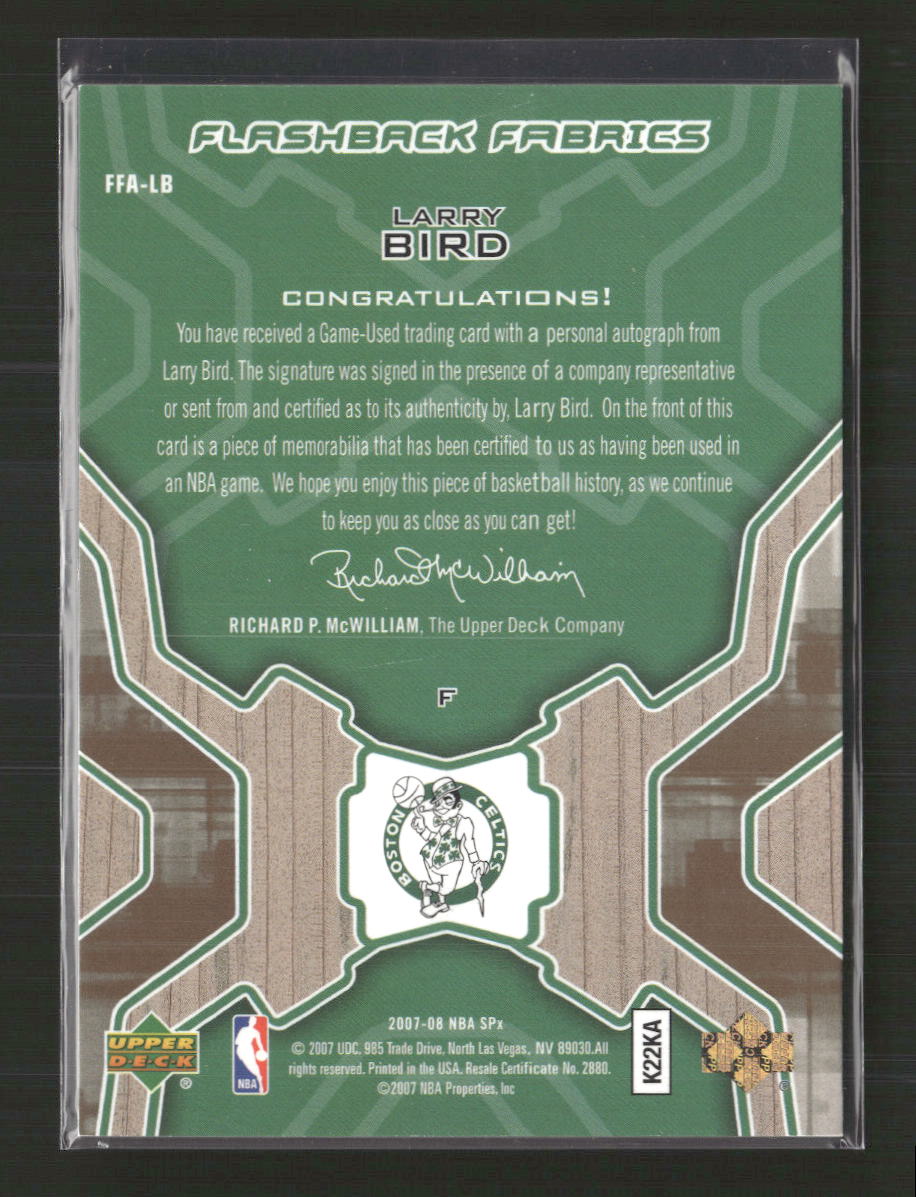 FLASHBACK FABRICS
FFA-LB
LARRY
BIRD
CONGRATULATIONS!
You have received a Game-Used trading card with a personal autograph from
Larry Bird. The signature was signed in the presence of a company representative
or sent from and certified as to its authenticity by, Larry Bird. On the front of this
card is a piece of memorabilia that has been certified to us as having been used in
an NBA game. We hope you enjoy this piece of basketball history, as we continue
to keep you as close as you can get!
Richard McWilliam
RICHARD P. McWILLIAM, The Upper Deck Company
F
BOSTON CELTICS
2007-08 NBA SPx
© 2007 UDC. 985 Trade Drive, North Las Vegas, NV 89030.All
rights reserved. Printed in the USA. Resale Certificate No. 2880.
©2007 NBA Properties, Inc
UPPER
D·E·C·K
®
NBA
K22KA
©